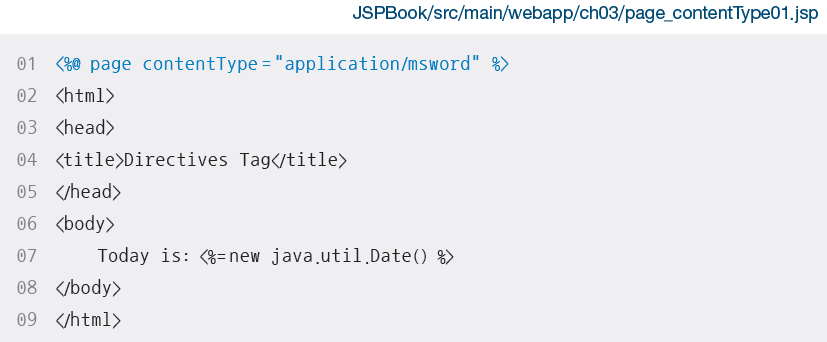 JSPBook/src/main/webapp/ch03/page_contentType01.jsp
01 <%@ page contentType="application/msword" %>
02 <html>
03 <head>
04 <title>Directives Tag</title>
05 </head>
06 <body>
07     Today is: <%=new java.util.Date() %>
08 </body>
09 </html>